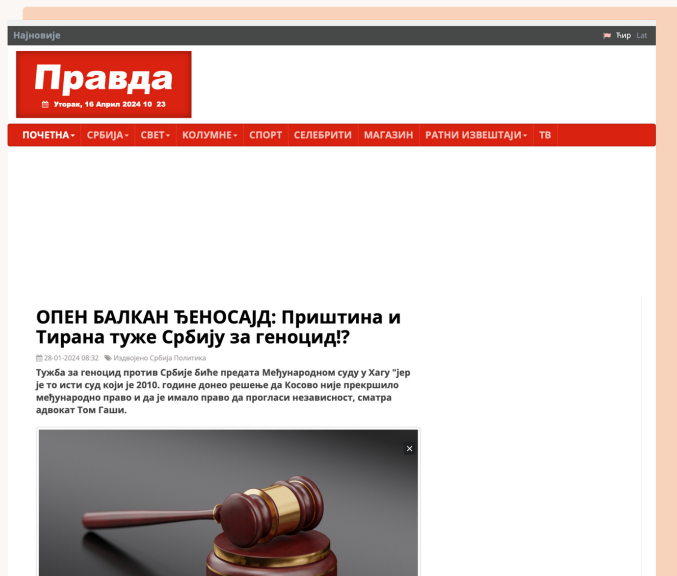 Најновије
Ћир Lat
Правда
Уторак, 16 Април 2024 10 23
ПОЧЕТНА СРБИЈА СВЕТ КОЛУМНЕ СПОРТ СЕЛЕБРИТИ МАГАЗИН РАТНИ ИЗВЕШТАЈИ ТВ
ОПЕН БАЛКАН ЂЕНОСАЈД: Приштина и
Тирана туже Србију за геноцид!?
28-01-2024 08:32 Издвојено Србија Политика
Тужба за геноцид против Србије биће предата Међународном суду у Хагу "јер
је то исти суд који је 2010. године донео решење да Косово није прекршило
међународно право и да је имало право да прогласи независност, сматра
адвокат Том Гаши.